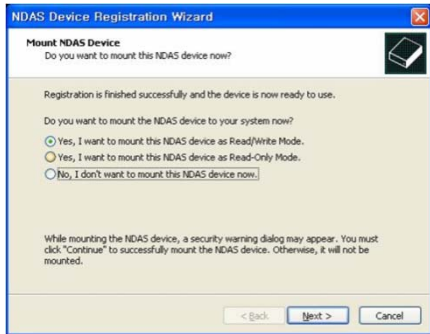 NDAS Device Registration Wizard
Mount NDAS Device
Do you want to mount this NDAS device now?
Registration is finished successfully and the device is now ready to use.
Do you want to mount the NDAS device to your system now?
Yes, I want to mount this NDAS device as Read/Write Mode.
Yes, I want to mount this NDAS device as Read-Only Mode.
No, I don't want to mount this NDAS device now.
While mounting the NDAS device, a security warning dialog may appear. You must
click "Continue" to successfully mount the NDAS device. Otherwise, it will not be
mounted.
< Back Next > Cancel